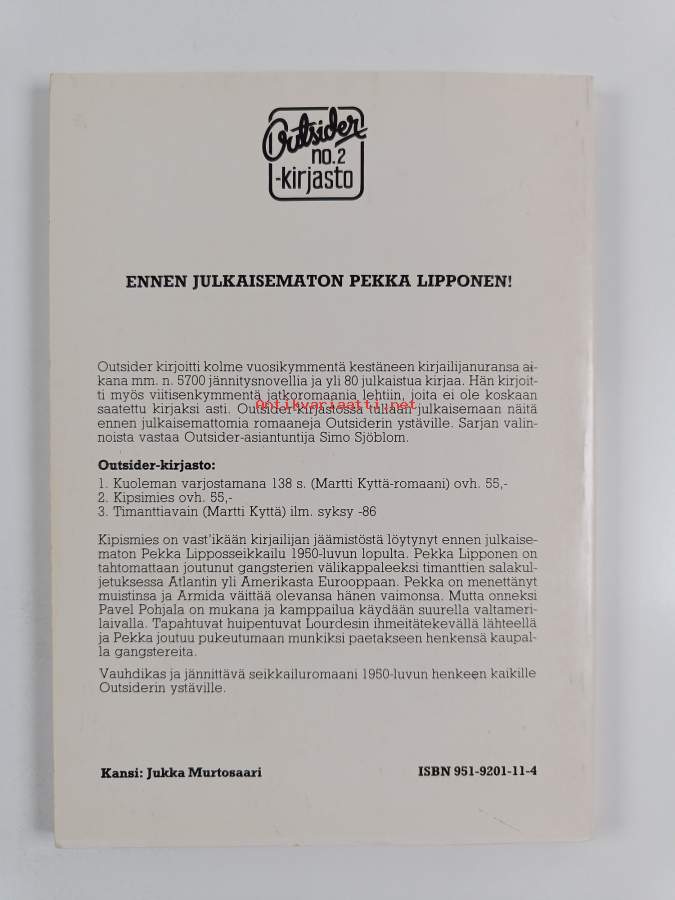 Outsider
no.2
-kirjasto
ENNEN JULKAISEMATON PEKKA LIPPONEN!
Outsider kirjoitti kolme vuosikymmentä kestäneen kirjailijanuransa ai-
kana mm. n. 5700 jännitysnovellia ja yli 80 julkaistua kirjaa. Hän kirjoit-
ti myös viitisenkymmentä jatkoromaania lehtiin, joita ei ole koskaan
saatettu kirjaksi asti. Outsider-kirjastossa tullaan julkaisemaan näitä
Antikvariaatti.net
ennen julkaisemattomia romaaneja Outsiderin ystäville. Sarjan valin-
noista vastaa Outsider-asiantuntija Simo Sjöblom.
Outsider-kirjasto:
1. Kuoleman varjostamana 138 s. (Martti Kyttä-romaani) ovh. 55,-
2. Kipsimies ovh. 55,-
3. Timanttiavain (Martti Kyttä) ilm. syksy -86
Kipismies on vast'ikään kirjailijan jäämistöstä löytynyt ennen julkaise-
maton Pekka Lipposseikkailu 1950-luvun lopulta. Pekka Lipponen on
tahtomattaan joutunut gangsterien välikappaleeksi timanttien salakul-
jetuksessa Atlantin yli Amerikasta Eurooppaan. Pekka on menettänyt
muistinsa ja Armida väittää olevansa hänen vaimonsa. Mutta onneksi
Pavel Pohjala on mukana ja kamppailua käydään suurella valtameri-
laivalla. Tapahtuvat huipentuvat Lourdesin ihmeitätekevällä lähteellä
ja Pekka joutuu pukeutumaan munkiksi paetakseen henkensä kaupal-
la gangstereita.
Vauhdikas ja jännittävä seikkailuromaani 1950-luvun henkeen kaikille
Outsiderin ystäville.
Kansi: Jukka Murtosaari
ISBN 951-9201-11-4